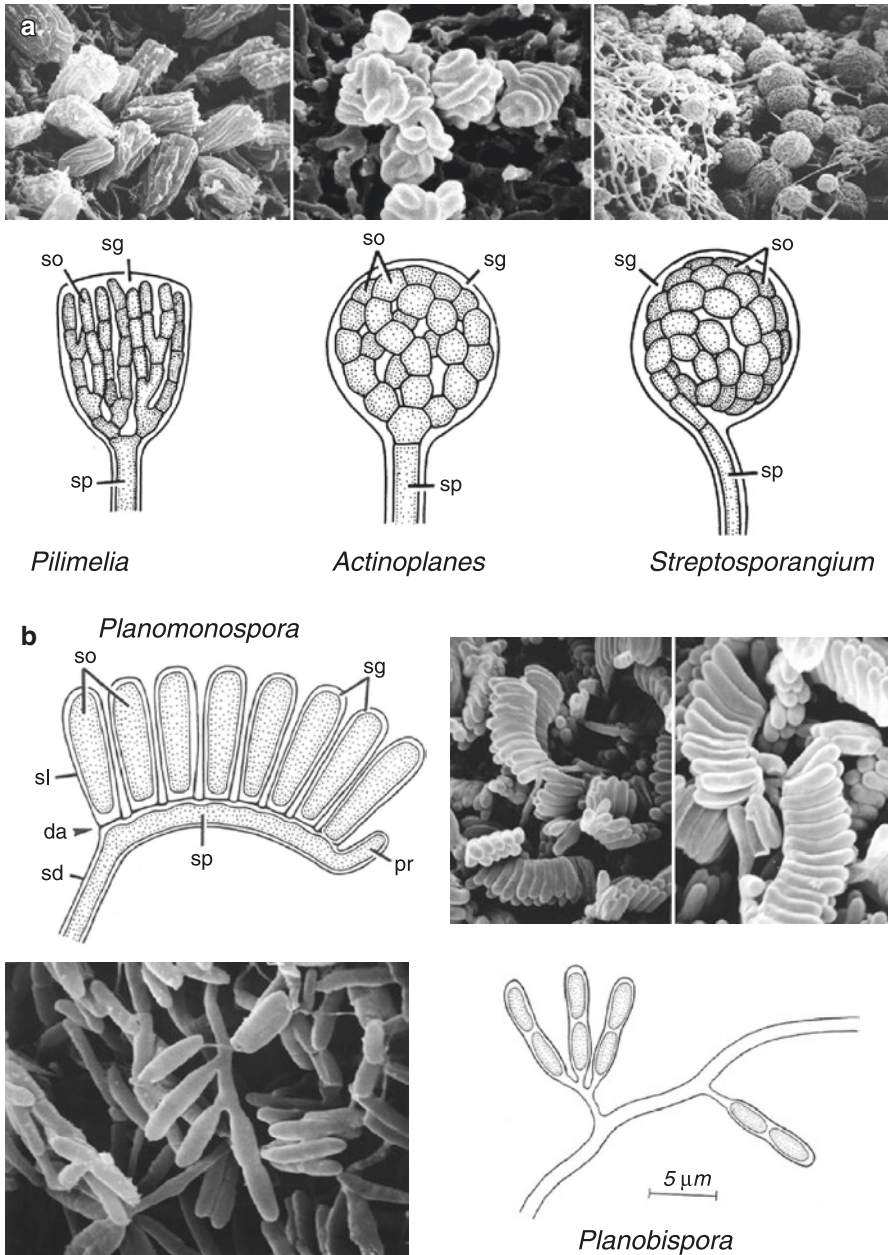 a
so sg
so sg
sg so
sp
sp
sp
Pilimelia Actinoplanes Streptosporangium
b Planomonospora
so
sg
sl
da
sp
pr
sd
5 μm
Planobispora